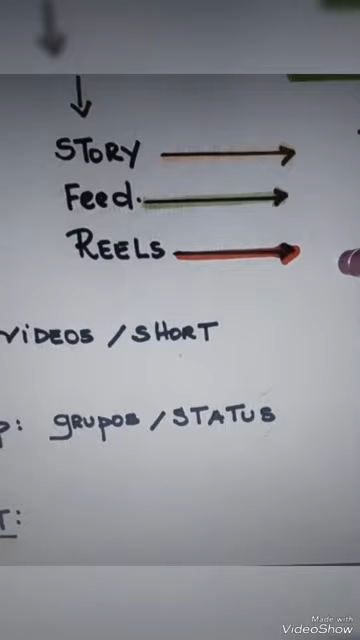 STORY
Feed.
REELS
VIDEOS / SHORT
P: GRUPOS / STATUS
T:
Made with
VideoShow